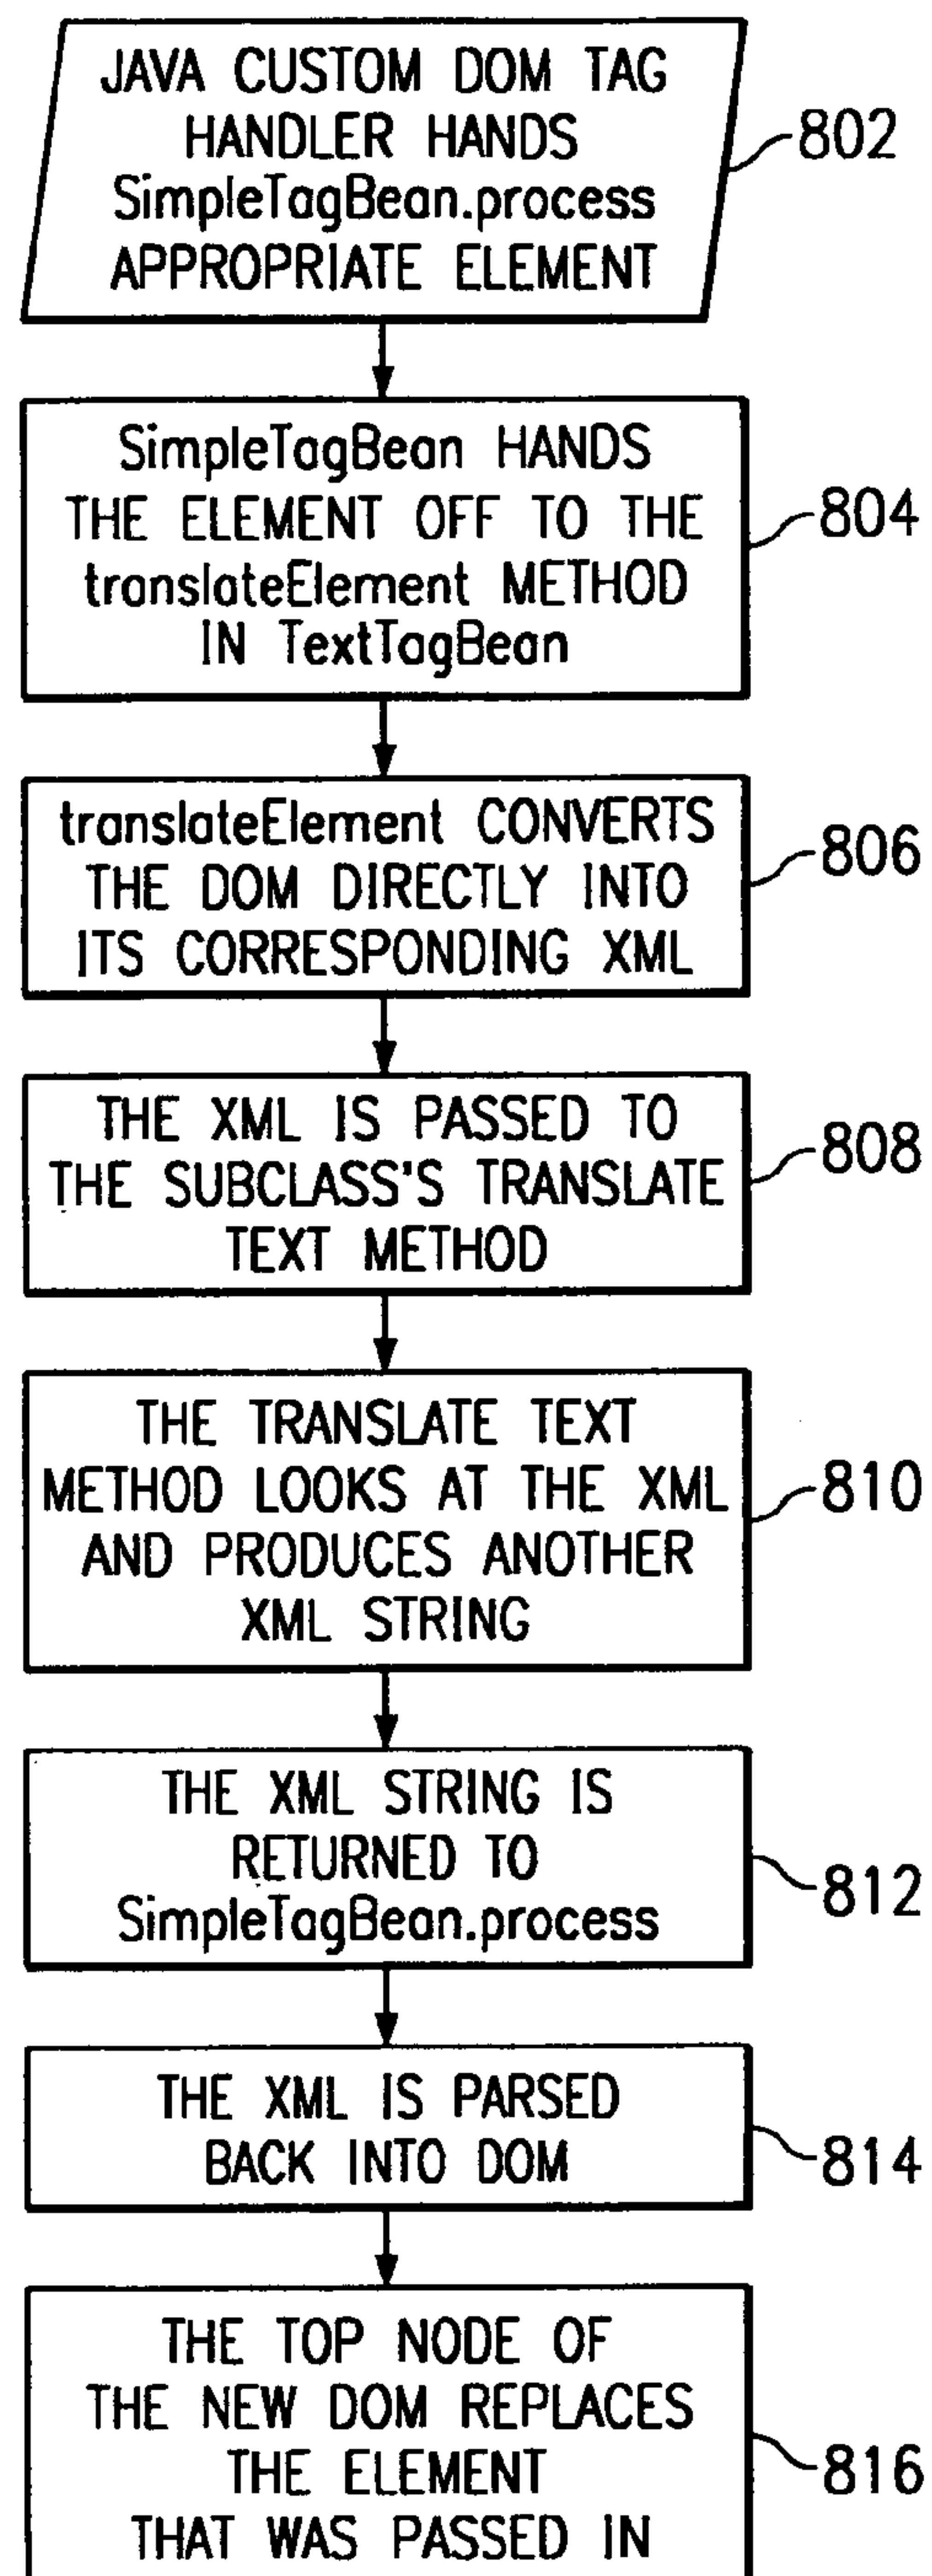 JAVA CUSTOM DOM TAG
HANDLER HANDS
SimpleTagBean.process
APPROPRIATE ELEMENT
802
SimpleTagBean HANDS
THE ELEMENT OFF TO THE
translateElement METHOD
IN TextTagBean
804
translateElement CONVERTS
THE DOM DIRECTLY INTO
ITS CORRESPONDING XML
806
THE XML IS PASSED TO
THE SUBCLASS'S TRANSLATE
TEXT METHOD
808
THE TRANSLATE TEXT
METHOD LOOKS AT THE XML
AND PRODUCES ANOTHER
XML STRING
810
THE XML STRING IS
RETURNED TO
SimpleTagBean.process
812
THE XML IS PARSED
BACK INTO DOM
814
THE TOP NODE OF
THE NEW DOM REPLACES
THE ELEMENT
THAT WAS PASSED IN
816